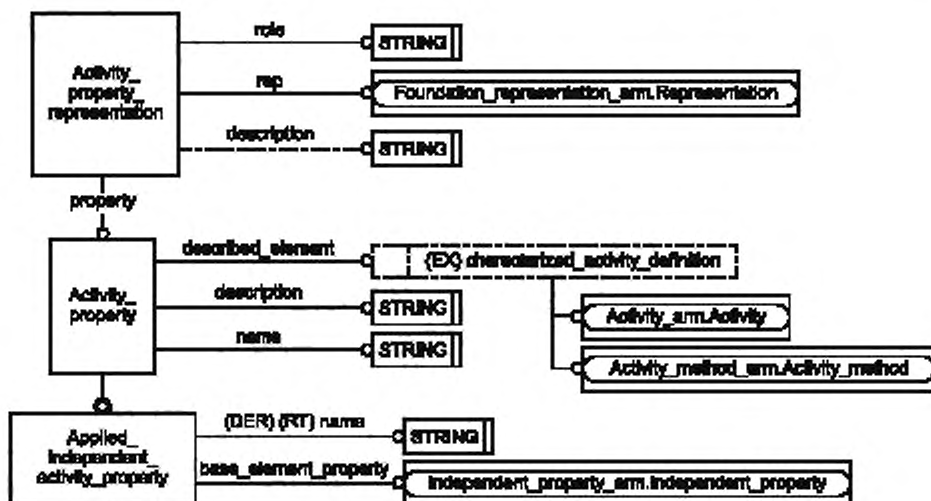 role
STRING
Activity_
property_
representation
rep
Foundation_representation_arm.Representation
description
STRING
property
described_element
(EX) characterized_activity_definition
Activity_
property
description
STRING
Activity_arm.Activity
name
STRING
Activity_method_arm.Activity_method
(DER) (RT) name
STRING
Applied_
independent_
activity_property
base_element_property
Independent_property_arm.Independent_property